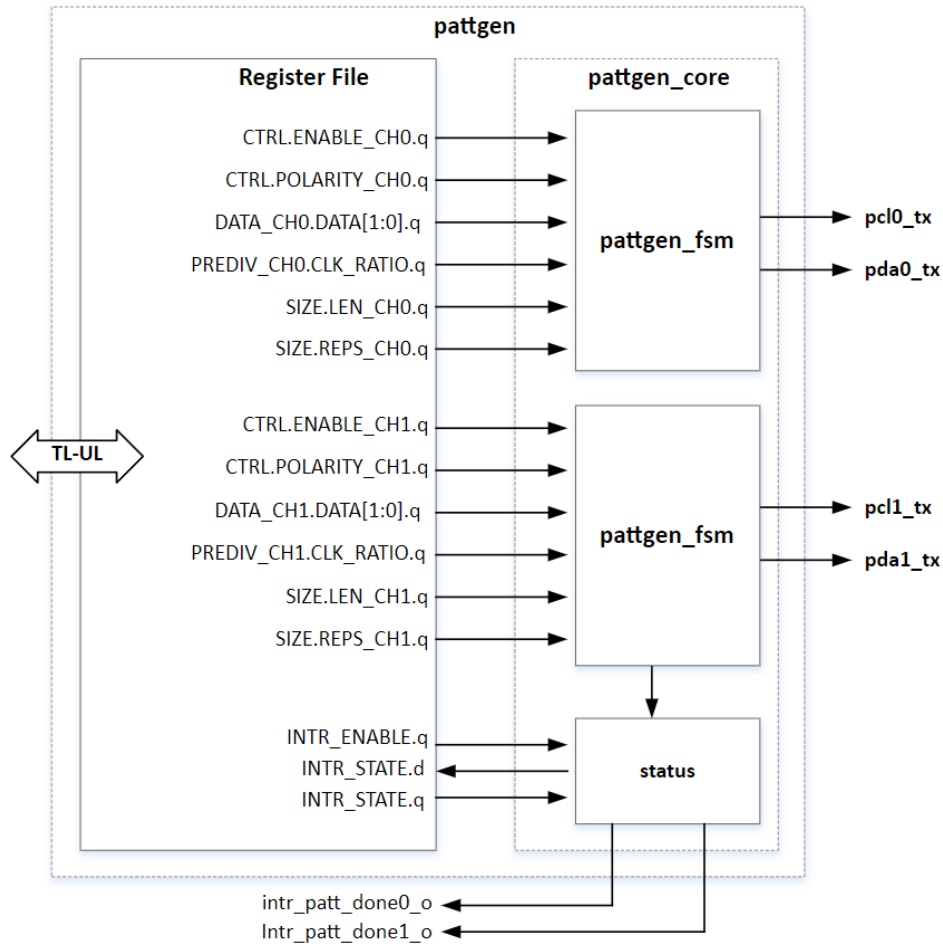 pattgen
Register File
pattgen_core
CTRL.ENABLE_CH0.q
CTRL.POLARITY_CH0.q
DATA_CH0.DATA[1:0].q
PREDIV_CH0.CLK_RATIO.q
SIZE.LEN_CH0.q
SIZE.REPS_CH0.q
pattgen_fsm
pcl0_tx
pda0_tx
TL-UL
CTRL.ENABLE_CH1.q
CTRL.POLARITY_CH1.q
DATA_CH1.DATA[1:0].q
PREDIV_CH1.CLK_RATIO.q
SIZE.LEN_CH1.q
SIZE.REPS_CH1.q
pattgen_fsm
pcl1_tx
pda1_tx
INTR_ENABLE.q
INTR_STATE.d
INTR_STATE.q
status
intr_patt_done0_o
Intr_patt_done1_o